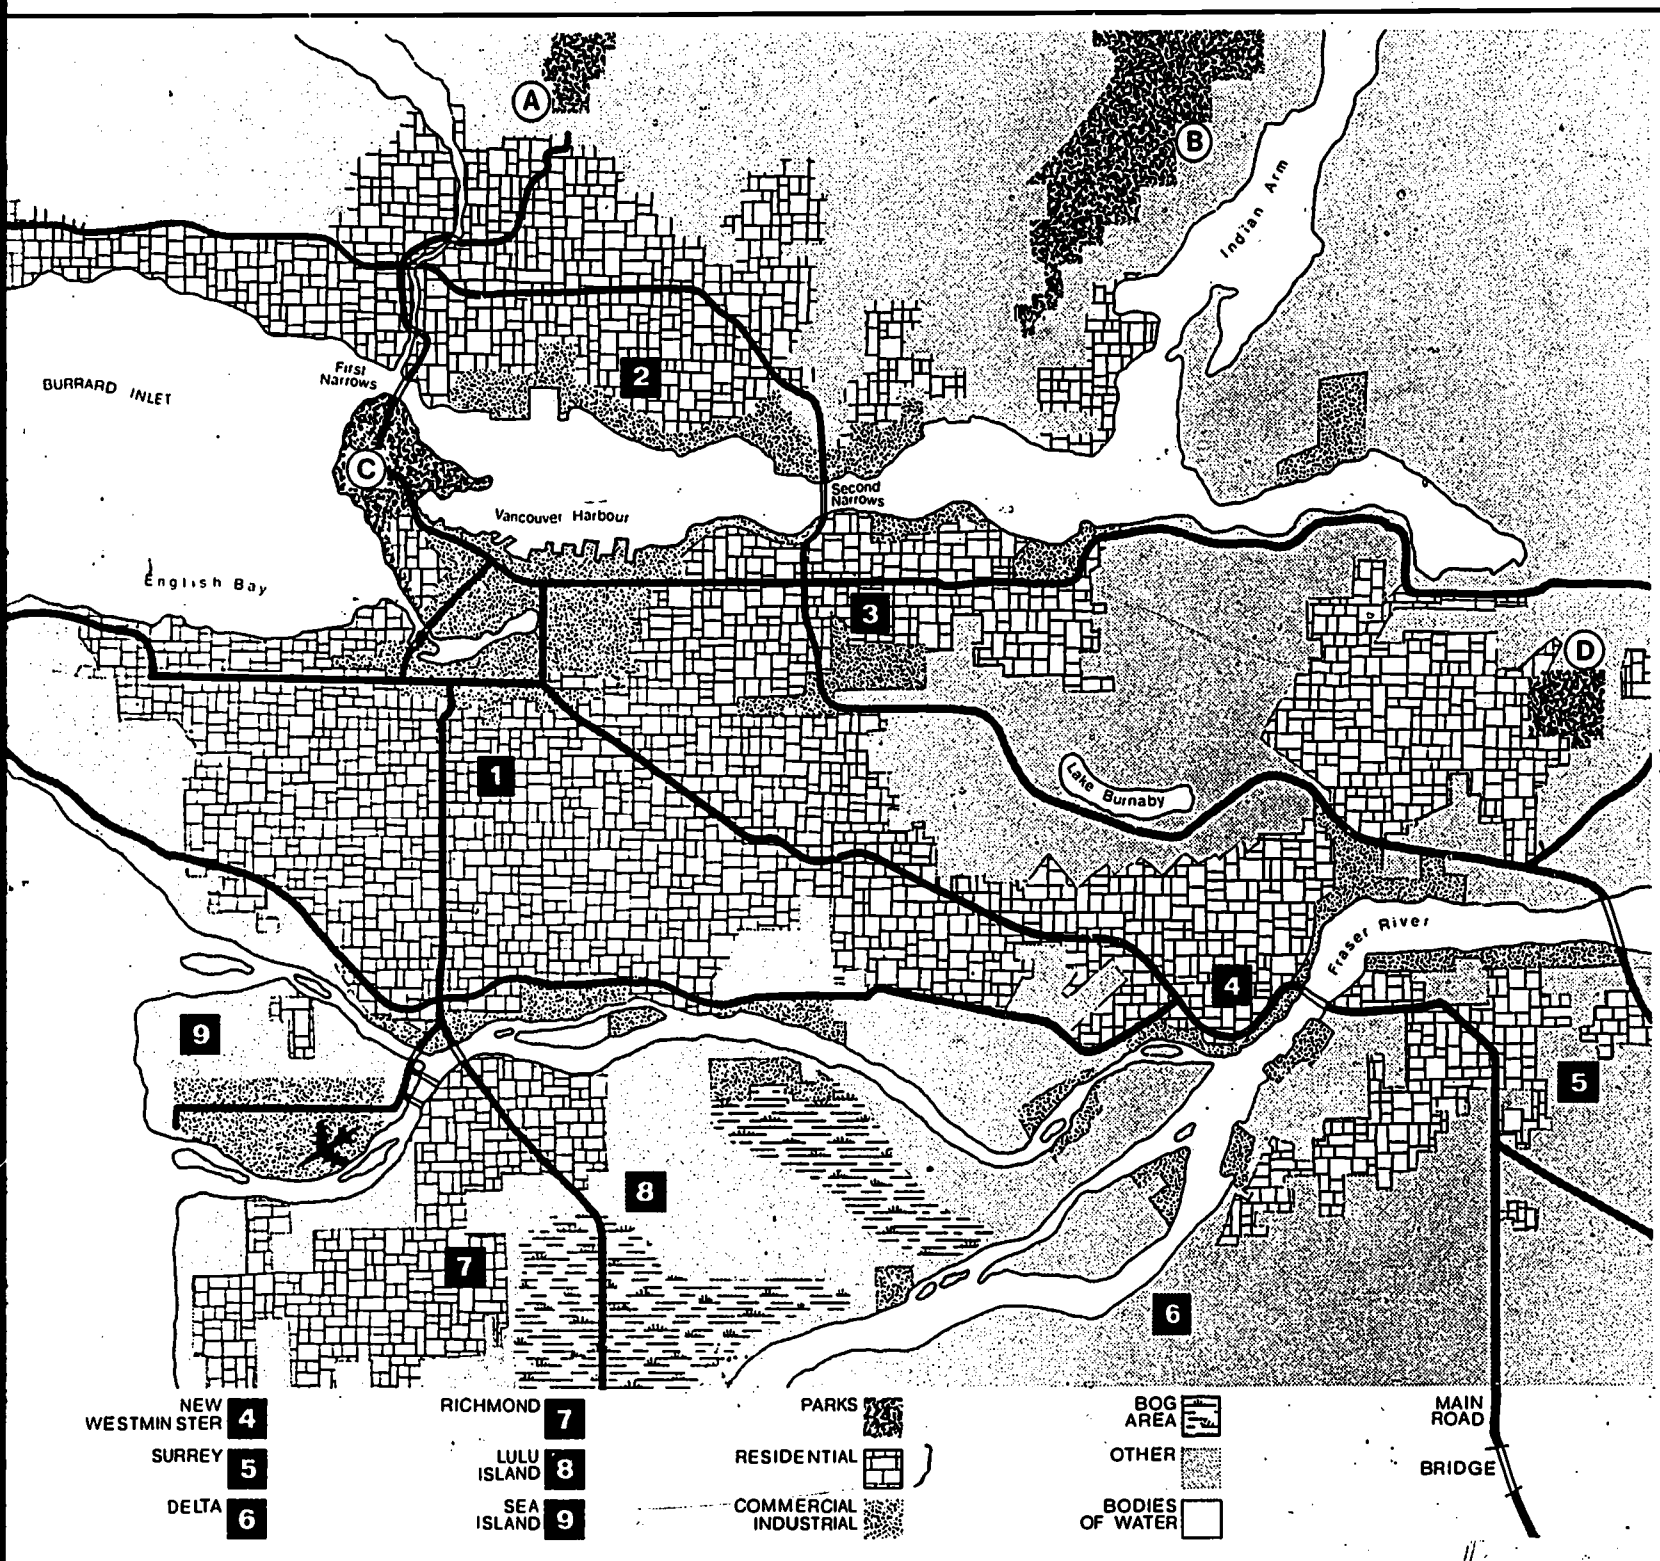 A
B
Indian Arm
First
Narrows
2
BURRARD INLET
C
Second
Narrows
Vancouver Harbour
English Bay
3
D
1
Lake Burnaby
Fraser River
4
9
5
8
7
6
NEW
WESTMINSTER 4
SURREY 5
DELTA 6
RICHMOND 7
LULU
ISLAND 8
SEA
ISLAND 9
PARKS
RESIDENTIAL
COMMERCIAL
INDUSTRIAL
BOG
AREA
OTHER
BODIES
OF WATER
MAIN
ROAD
BRIDGE